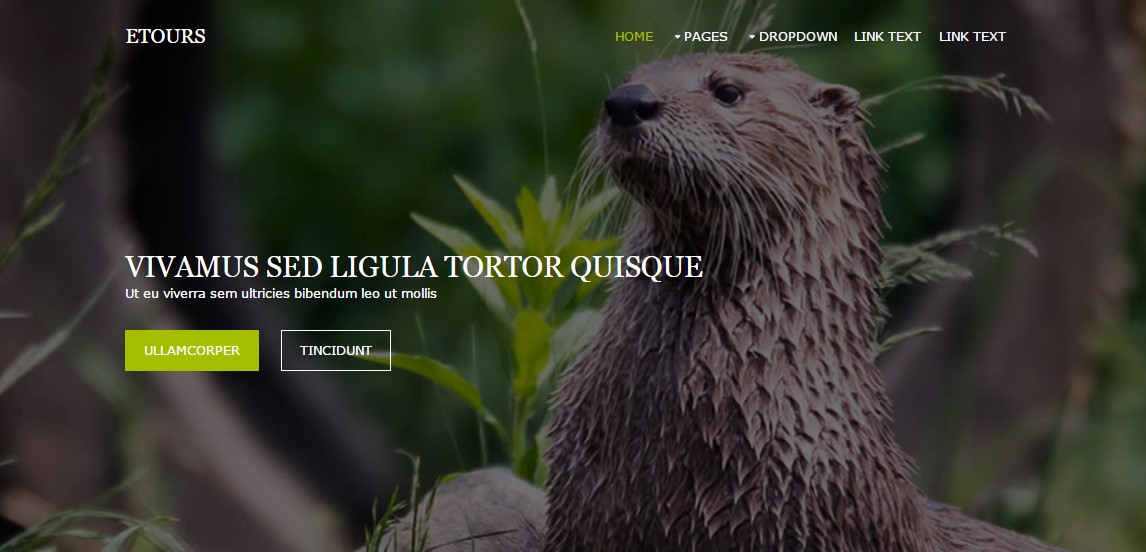 ETOURS
HOME PAGES DROPDOWN LINK TEXT LINK TEXT
VIVAMUS SED LIGULA TORTOR QUISQUE
Ut eu viverra sem ultricies bibendum leo ut mollis
ULLAMCORPER TINCIDUNT